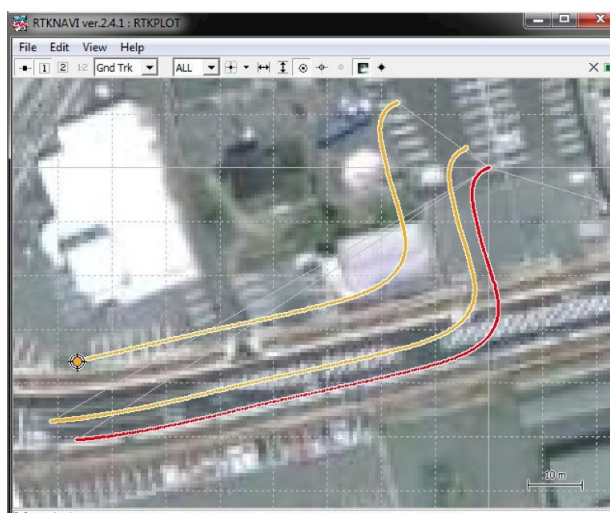 RTKNAVI ver.2.4.1 : RTKPLOT
File Edit View Help
1 2 1-2 Gnd Trk ALL
10 m